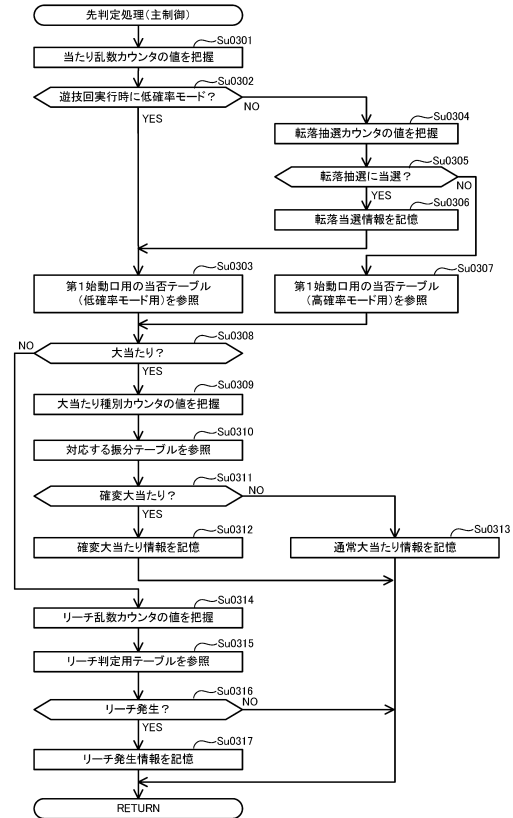 先判定処理（主制御）
Su0301
当たり乱数カウンタの値を把握
Su0302
遊技回実行時に低確率モード？
NO
YES
Su0304
転落抽選カウンタの値を把握
Su0305
転落抽選に当選？
NO
YES
Su0306
転落当選情報を記憶
Su0303
第1始動口用の当否テーブル
（低確率モード用）を参照
Su0307
第1始動口用の当否テーブル
（高確率モード用）を参照
Su0308
NO
大当たり？
YES
Su0309
大当たり種別カウンタの値を把握
Su0310
対応する振分テーブルを参照
Su0311
確変大当たり？
NO
YES
Su0312
確変大当たり情報を記憶
Su0313
通常大当たり情報を記憶
Su0314
リーチ乱数カウンタの値を把握
Su0315
リーチ判定用テーブルを参照
Su0316
リーチ発生？
NO
YES
Su0317
リーチ発生情報を記憶
RETURN